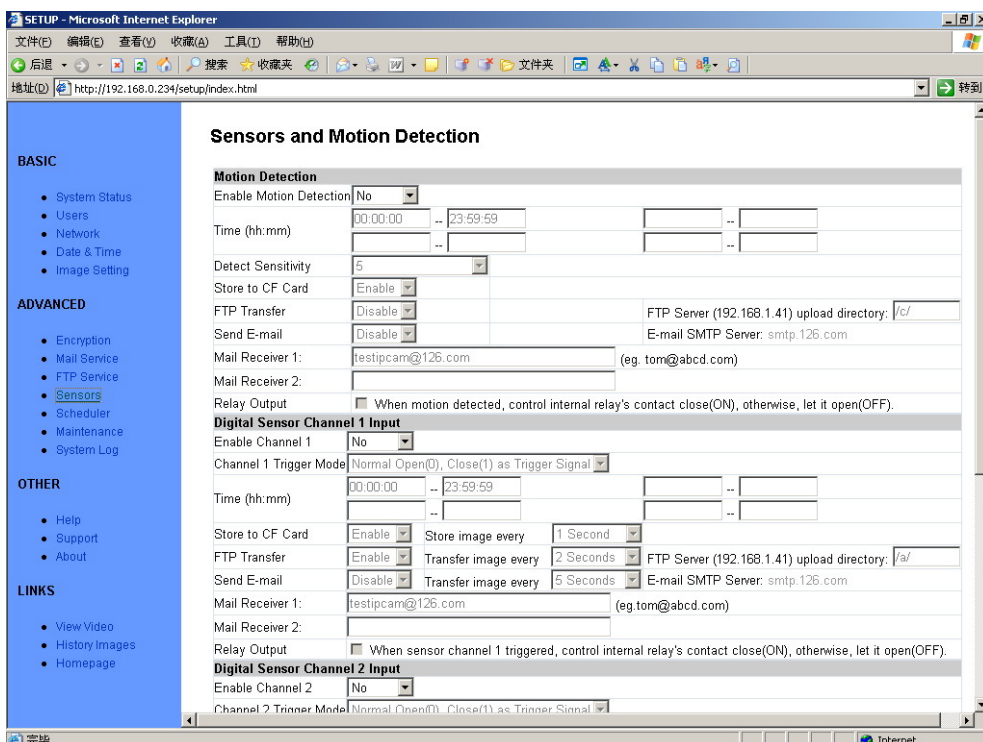 SETUP - Microsoft Internet Explorer
文件(F) 编辑(E) 查看(V) 收藏(A) 工具(T) 帮助(H)
后退 搜索 收藏夹 文件夹
地址(D) http://192.168.0.234/setup/index.html 转到
BASIC
System Status
Users
Network
Date & Time
Image Setting
ADVANCED
Encryption
Mail Service
FTP Service
Sensors
Scheduler
Maintenance
System Log
OTHER
Help
Support
About
LINKS
View Video
History Images
Homepage
Sensors and Motion Detection
Motion Detection
Enable Motion Detection No
Time (hh:mm) 00:00:00 -- 23:59:59 --
-- --
Detect Sensitivity 5
Store to CF Card Enable
FTP Transfer Disable FTP Server (192.168.1.41) upload directory: /c/
Send E-mail Disable E-mail SMTP Server: smtp.126.com
Mail Receiver 1: testipcam@126.com (eg. tom@abcd.com)
Mail Receiver 2:
Relay Output When motion detected, control internal relay's contact close(ON), otherwise, let it open(OFF).
Digital Sensor Channel 1 Input
Enable Channel 1 No
Channel 1 Trigger Mode Normal Open(0), Close(1) as Trigger Signal
Time (hh:mm) 00:00:00 -- 23:59:59 --
-- --
Store to CF Card Enable Store image every 1 Second
FTP Transfer Enable Transfer image every 2 Seconds FTP Server (192.168.1.41) upload directory: /a/
Send E-mail Disable Transfer image every 5 Seconds E-mail SMTP Server: smtp.126.com
Mail Receiver 1: testipcam@126.com (eg.tom@abcd.com)
Mail Receiver 2:
Relay Output When sensor channel 1 triggered, control internal relay's contact close(ON), otherwise, let it open(OFF).
Digital Sensor Channel 2 Input
Enable Channel 2 No
Channel 2 Trigger Mode Normal Open(0), Close(1) as Trigger Signal
完毕 Internet